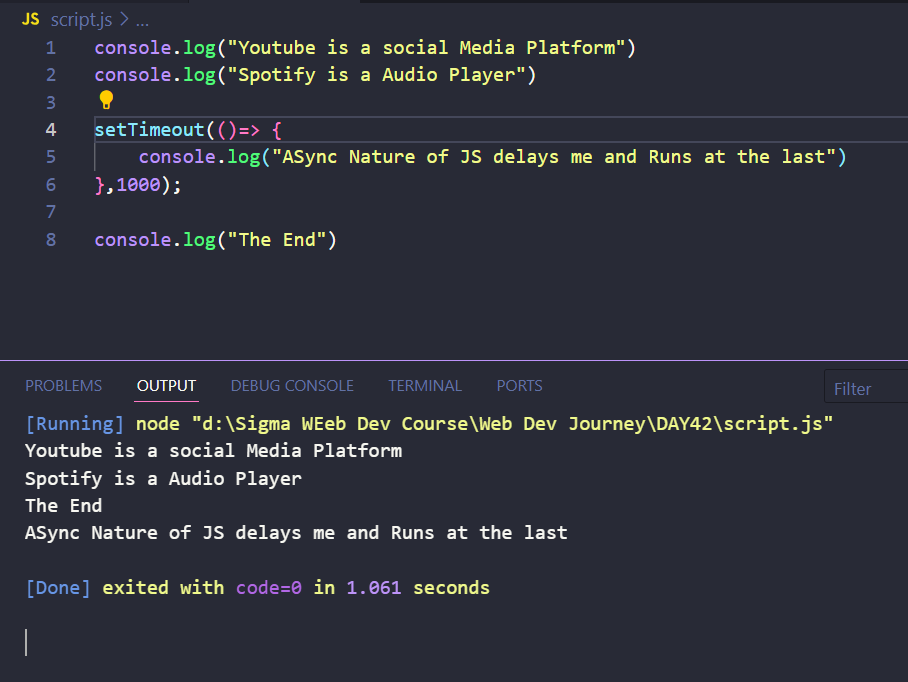 JS script.js > ...
1 console.log("Youtube is a social Media Platform")
2 console.log("Spotify is a Audio Player")
3
4 setTimeout(()=> {
5     console.log("ASync Nature of JS delays me and Runs at the last")
6 },1000);
7
8 console.log("The End")
PROBLEMS OUTPUT DEBUG CONSOLE TERMINAL PORTS Filter
[Running] node "d:\Sigma WEeb Dev Course\Web Dev Journey\DAY42\script.js"
Youtube is a social Media Platform
Spotify is a Audio Player
The End
ASync Nature of JS delays me and Runs at the last
[Done] exited with code=0 in 1.061 seconds